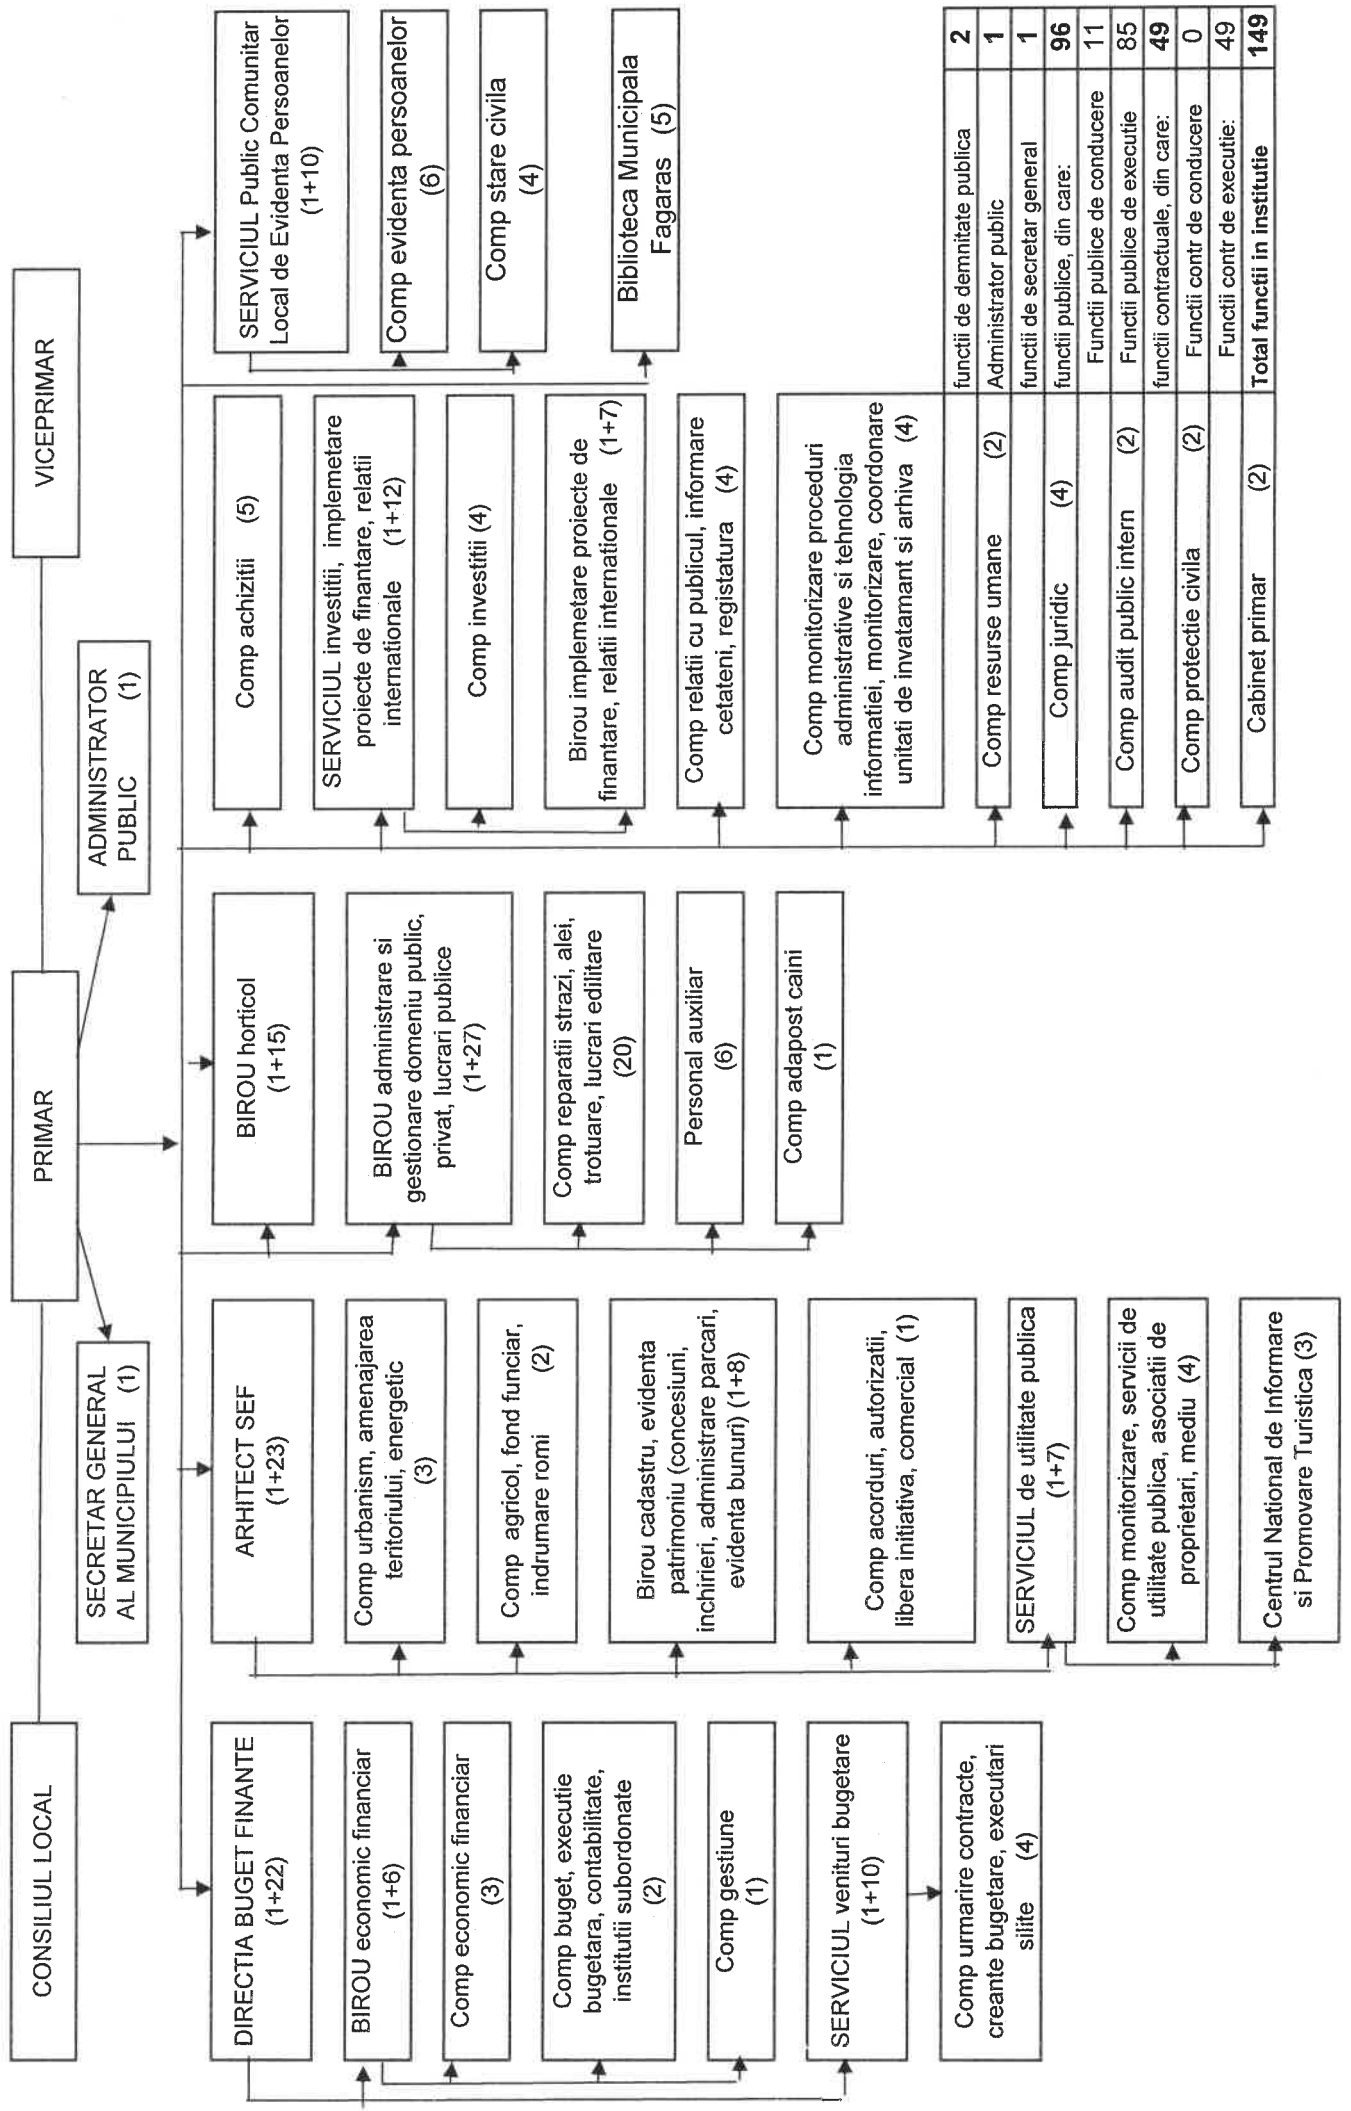 CONSILIUL LOCAL
PRIMAR
VICEPRIMAR
SECRETAR GENERAL
AL MUNICIPIULUI (1)
ADMINISTRATOR
PUBLIC (1)
DIRECTIA BUGET FINANTE
(1+22)
BIROU economic financiar
(1+6)
Comp economic financiar
(3)
Comp buget, executie
bugetara, contabilitate,
institutii subordonate
(2)
Comp gestiune
(1)
SERVICIUL venituri bugetare
(1+10)
Comp urmarire contracte,
creante bugetare, executari
silite (4)
ARHITECT SEF
(1+23)
Comp urbanism, amenajarea
teritoriului, energetic
(3)
Comp agricol, fond funciar,
indrumare romi (2)
Birou cadastru, evidenta
patrimoniu (concesiuni,
inchirieri, administrare parcari,
evidenta bunuri) (1+8)
Comp acorduri, autorizatii,
libera initiativa, comercial (1)
SERVICIUL de utilitate publica
(1+7)
Comp monitorizare, servicii de
utilitate publica, asociatii de
proprietari, mediu (4)
Centrul National de Informare
si Promovare Turistica (3)
BIROU horticol
(1+15)
BIROU administrare si
gestionare domeniu public,
privat, lucrari publice
(1+27)
Comp reparatii strazi, alei,
trotuare, lucrari edilitare
(20)
Personal auxiliar
(6)
Comp adapost caini
(1)
Comp achizitii (5)
SERVICIUL investitii, implemetare
proiecte de finantare, relatii
internationale (1+12)
Comp investitii (4)
Birou implemetare proiecte de
finantare, relatii internationale (1+7)
Comp relatii cu publicul, informare
cetateni, registatura (4)
Comp monitorizare proceduri
administrative si tehnologia
informatiei, monitorizare, coordonare
unitati de invatamant si arhiva (4)
Comp resurse umane (2)
Comp juridic (4)
Comp audit public intern (2)
Comp protectie civila (2)
Cabinet primar (2)
SERVICIUL Public Comunitar
Local de Evidenta Persoanelor
(1+10)
Comp evidenta persoanelor
(6)
Comp stare civila
(4)
Biblioteca Municipala
Fagaras (5)
functii de demnitate publica 2
Administrator public 1
functii de secretar general 1
functii publice, din care: 96
Functii publice de conducere 11
Functii publice de executie 85
functii contractuale, din care: 49
Functii contr de conducere 0
Functii contr de executie: 49
Total functii in institutie 149